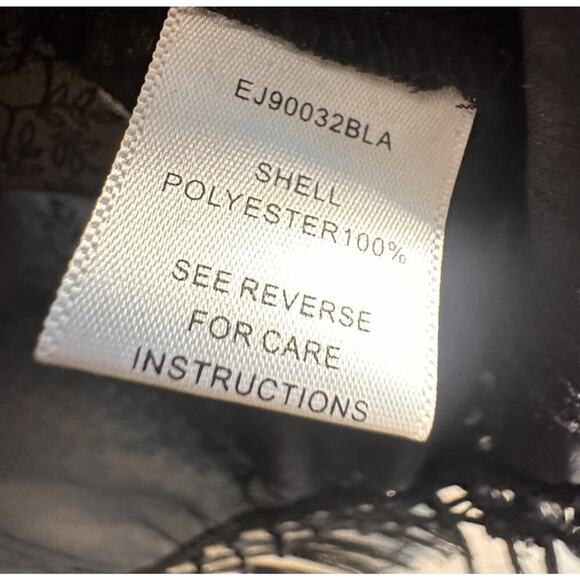 EJ90032BLA
SHELL
POLYESTER100%
SEE REVERSE
FOR CARE
INSTRUCTIONS